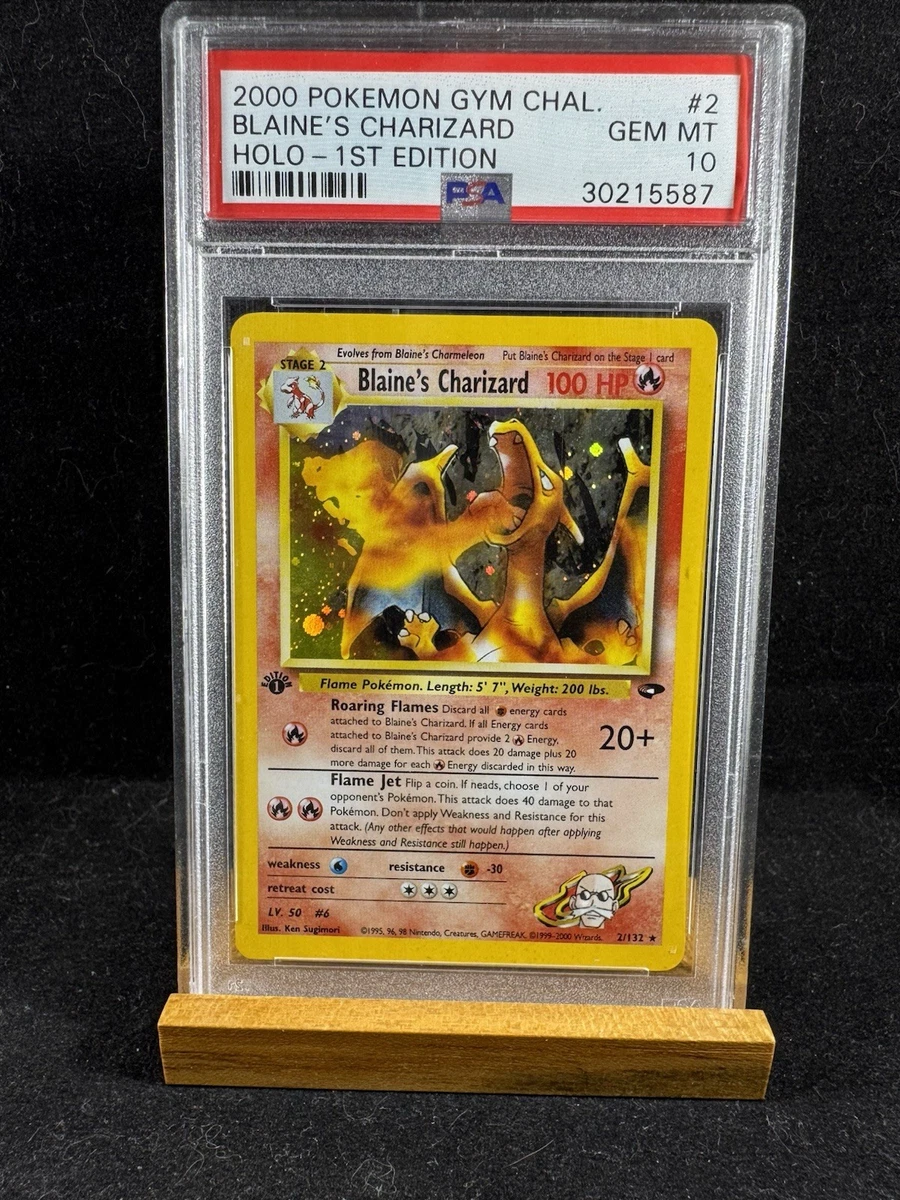 2000 POKEMON GYM CHAL. #2
BLAINE'S CHARIZARD GEM MT
HOLO – 1ST EDITION 10
PSA 30215587
STAGE 2 Evolves from Blaine's Charmeleon Put Blaine's Charizard on the Stage 1 card
Blaine's Charizard 100 HP
EDITION 1
Flame Pokémon. Length: 5' 7", Weight: 200 lbs.
Roaring Flames Discard all energy cards
attached to Blaine's Charizard. If all Energy cards
attached to Blaine's Charizard provide 2 Energy,
discard all of them. This attack does 20 damage plus 20
more damage for each Energy discarded in this way.
20+
Flame Jet Flip a coin. If heads, choose 1 of your
opponent's Pokémon. This attack does 40 damage to that
Pokémon. Don't apply Weakness and Resistance for this
attack. (Any other effects that would happen after applying
Weakness and Resistance still happen.)
weakness resistance -30
retreat cost
LV. 50 #6
Illus. Ken Sugimori ©1995, 96, 98 Nintendo, Creatures, GAMEFREAK. ©1999-2000 Wizards. 2/132 ★